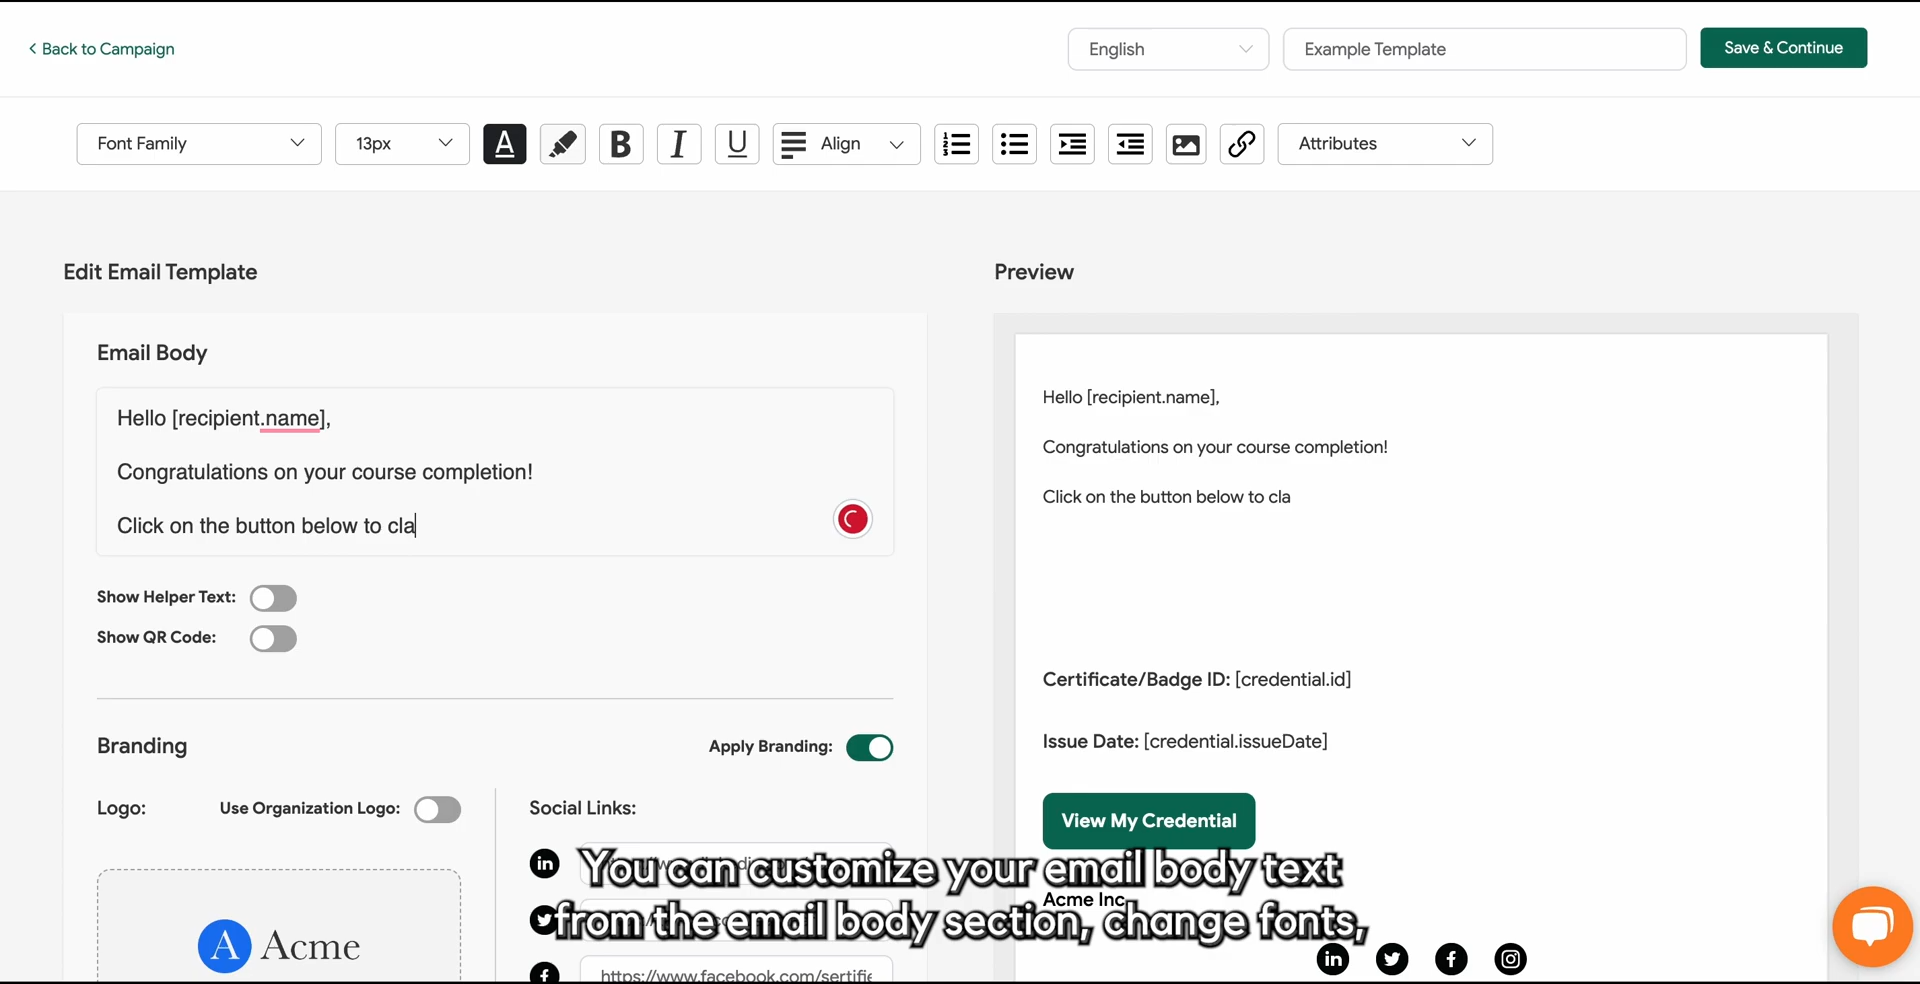 Back to Campaign
English
Example Template
Save & Continue
Font Family
13px
A
B
I
U
Align
Attributes
Edit Email Template
Preview
Email Body
Hello [recipient.name],
Congratulations on your course completion!
Click on the button below to cla
Show Helper Text:
Show QR Code:
Branding
Apply Branding:
Logo:
Use Organization Logo:
Social Links:
https://www.facebook.com/sertifie
A Acme
Hello [recipient.name],
Congratulations on your course completion!
Click on the button below to cla
Certificate/Badge ID: [credential.id]
Issue Date: [credential.issueDate]
View My Credential
Acme Inc
You can customize your email body text
from the email body section, change fonts,